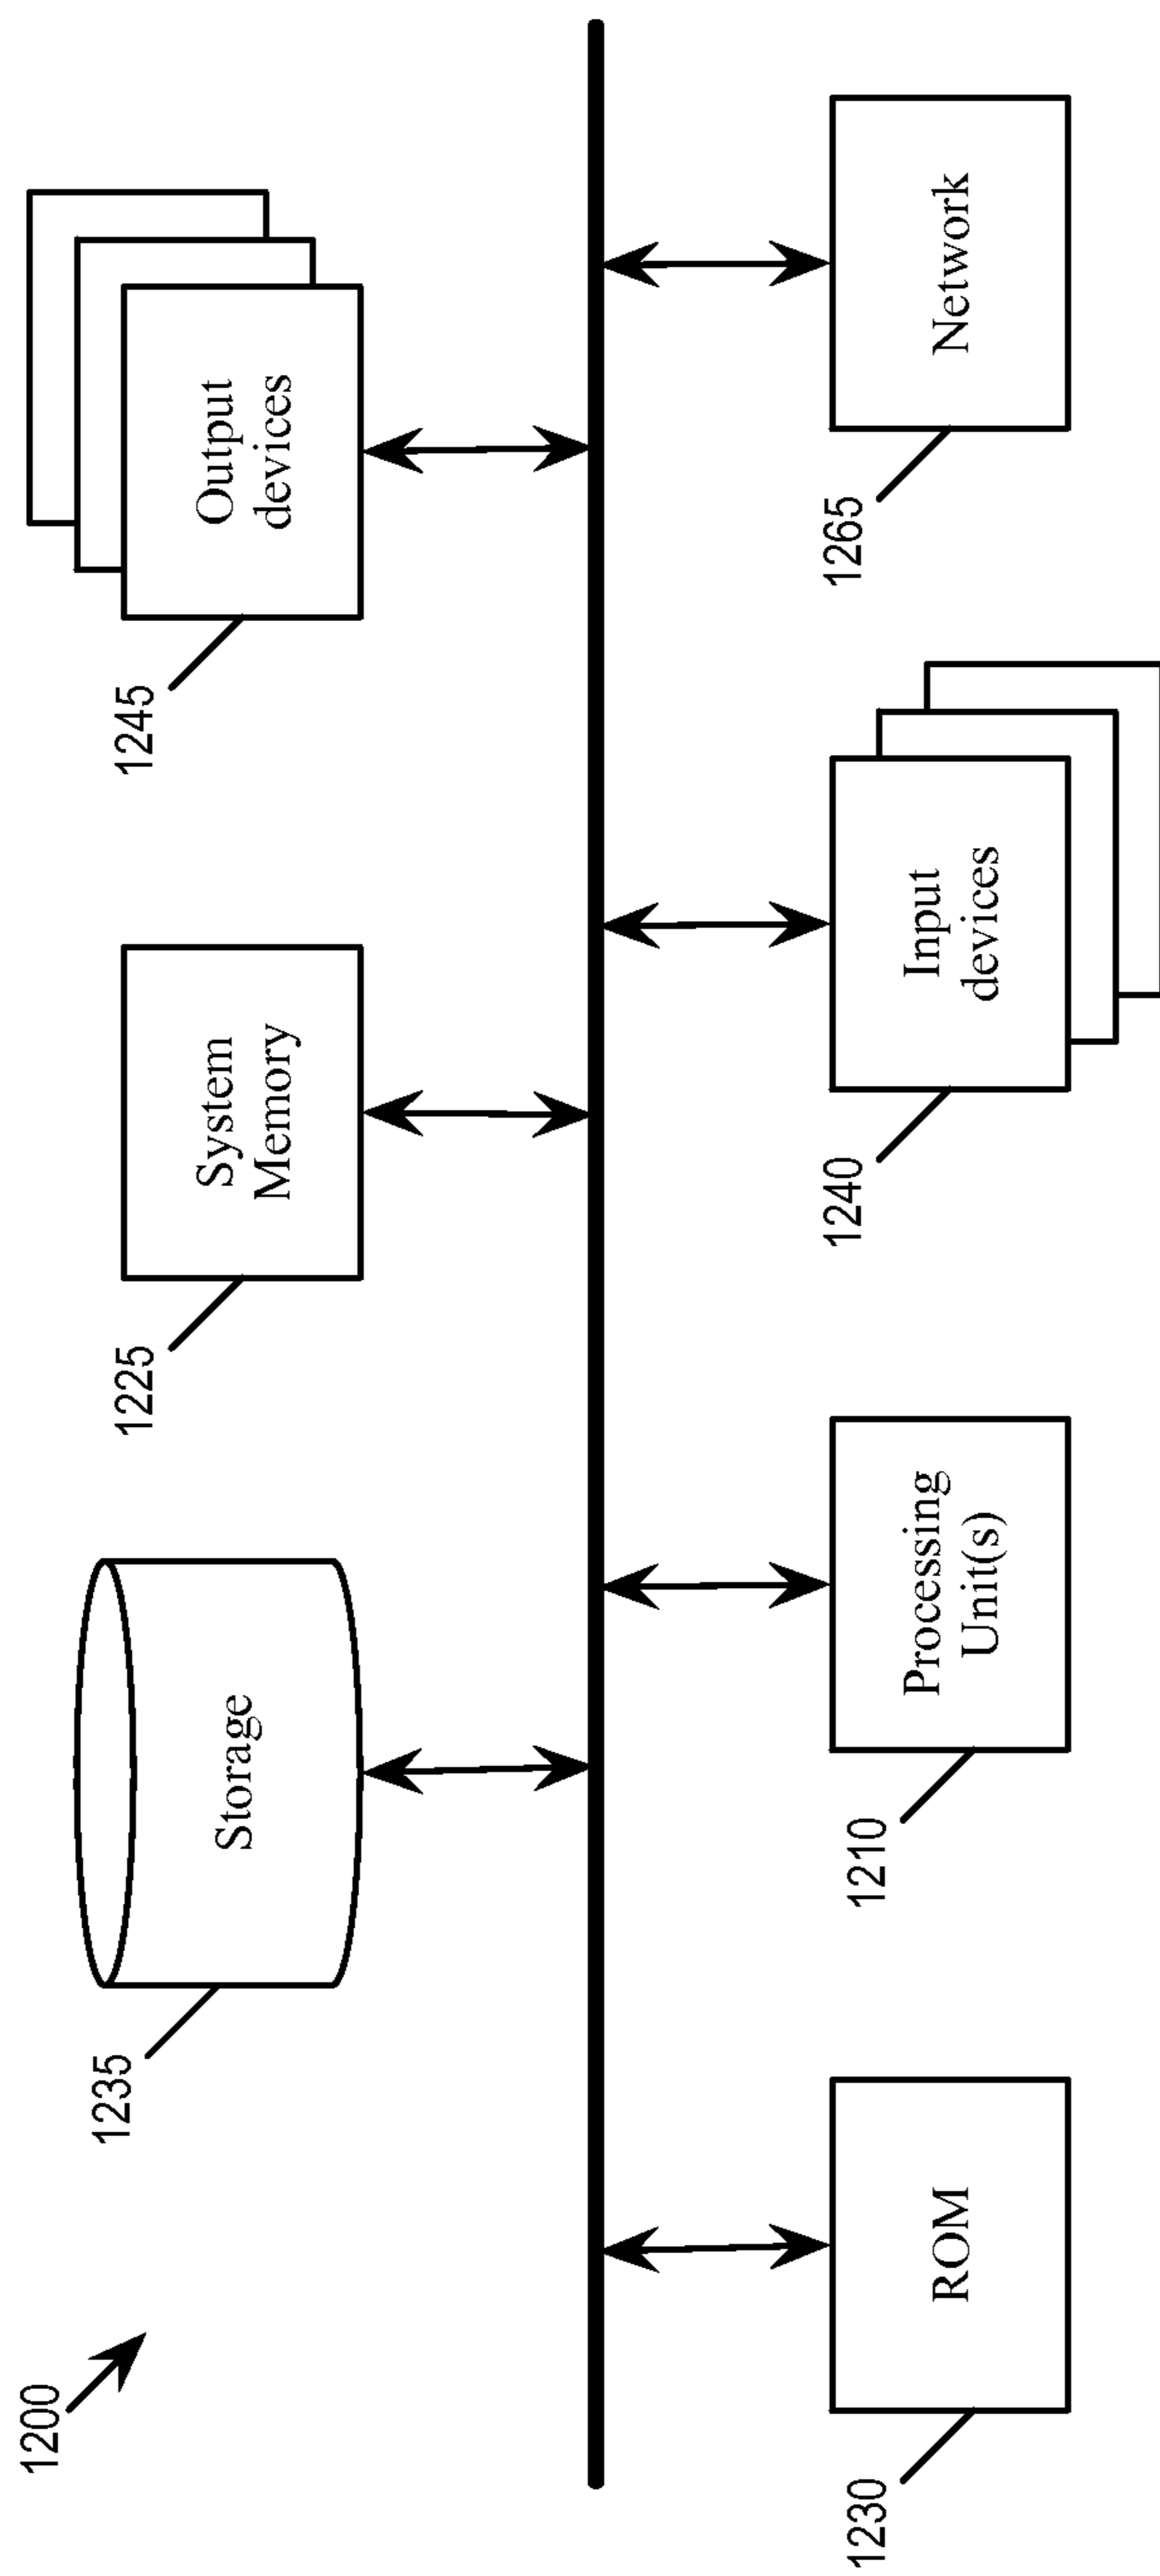 1200
1235
Storage
1225
System
Memory
1245
Output
devices
1230
ROM
1210
Processing
Unit(s)
1240
Input
devices
1265
Network